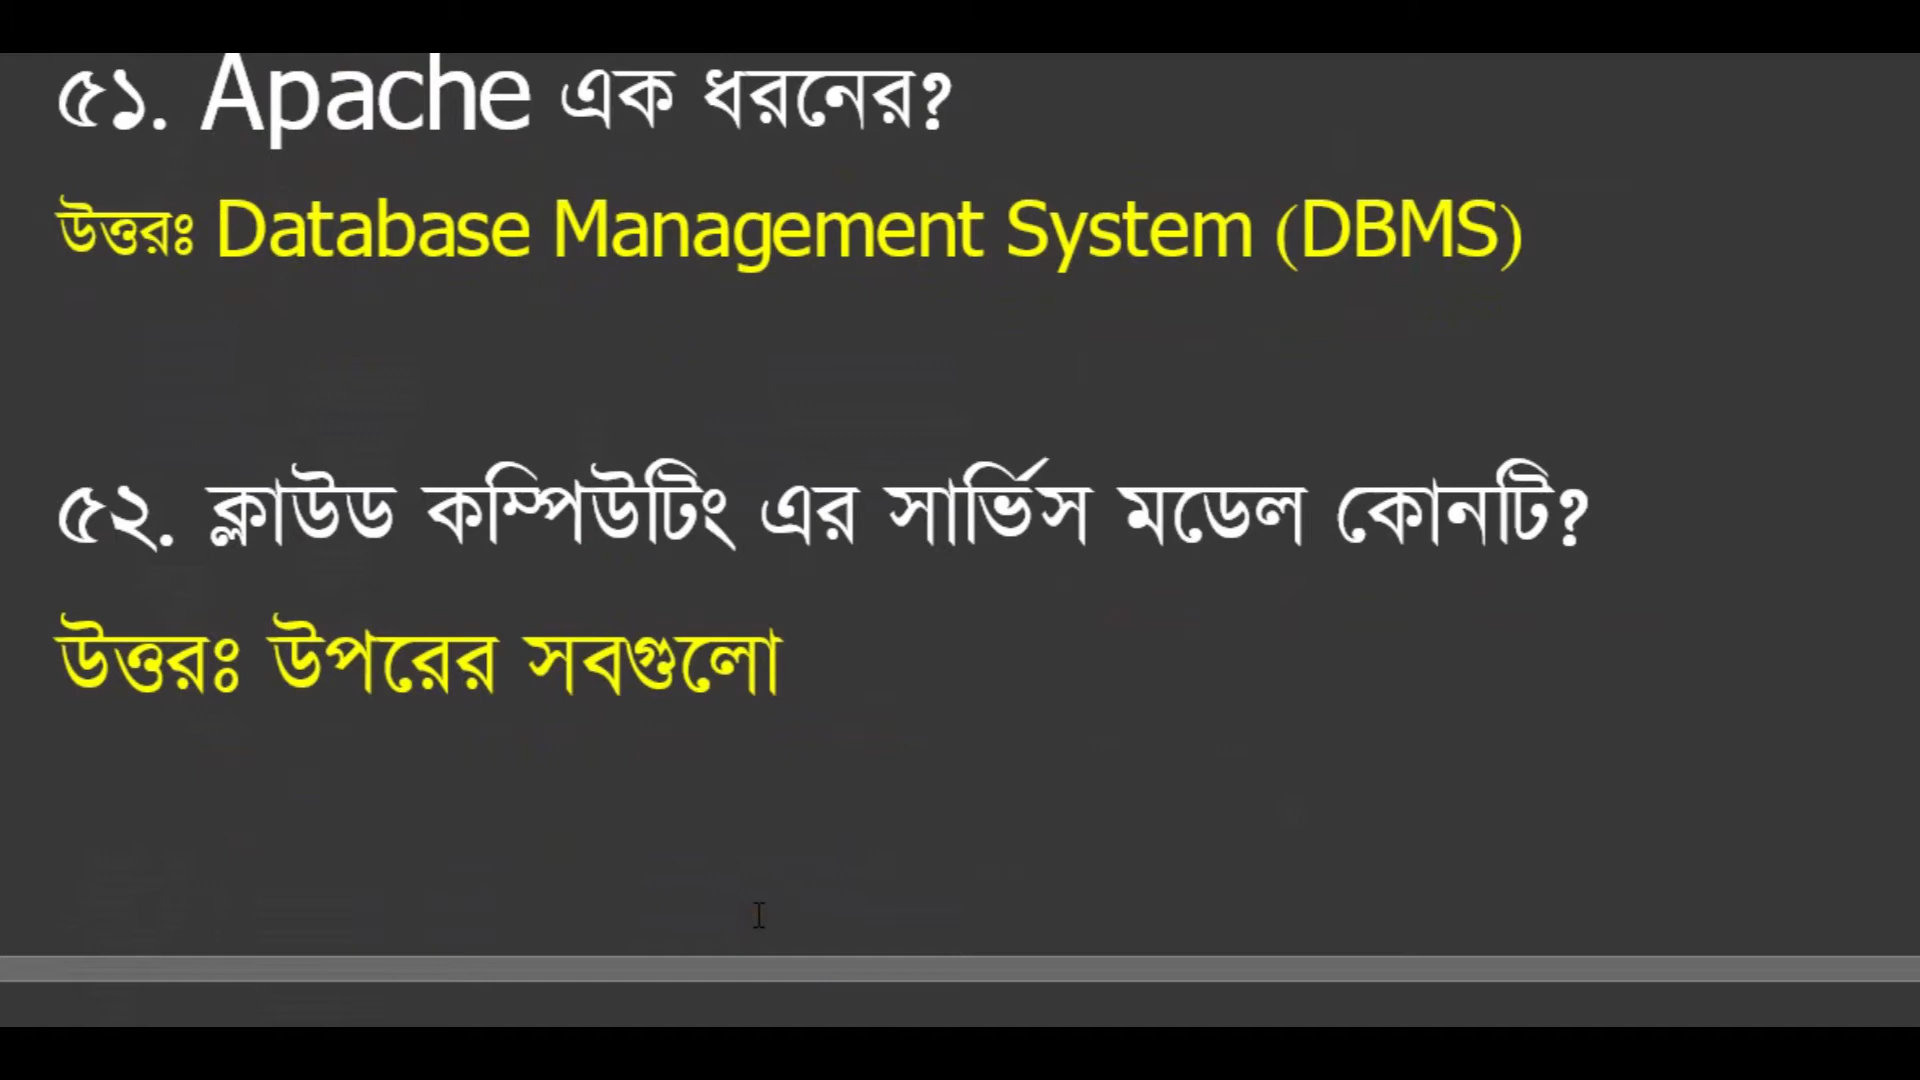 ৫১. Apache এক ধরনের?
উত্তরঃ Database Management System (DBMS)
৫২. ক্লাউড কম্পিউটিং এর সার্ভিস মডেল কোনটি?
উত্তরঃ উপরের সবগুলো